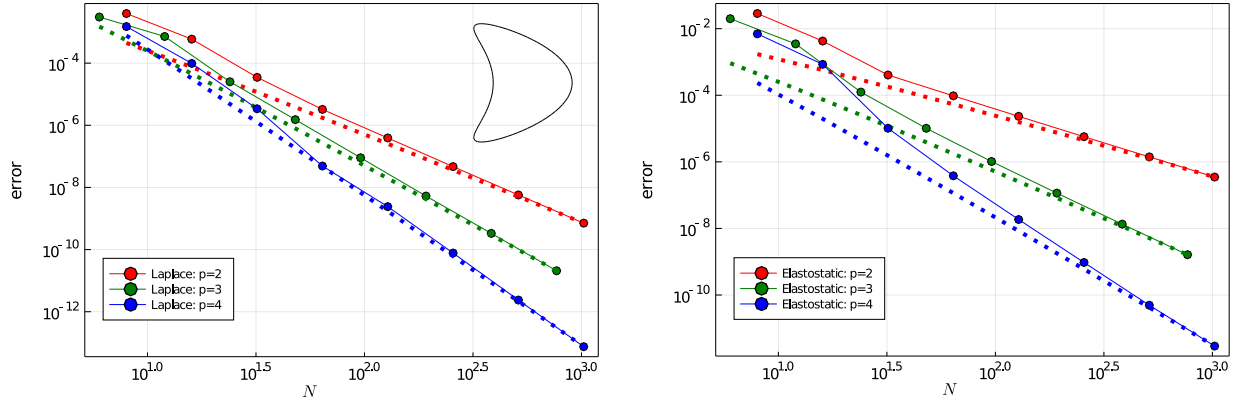 error
10^-4
10^-6
10^-8
10^-10
10^-12
Laplace: p=2
Laplace: p=3
Laplace: p=4
10^1.0
10^1.5
10^2.0
10^2.5
10^3.0
N
error
10^-2
10^-4
10^-6
10^-8
10^-10
Elastostatic: p=2
Elastostatic: p=3
Elastostatic: p=4
10^1.0
10^1.5
10^2.0
10^2.5
10^3.0
N